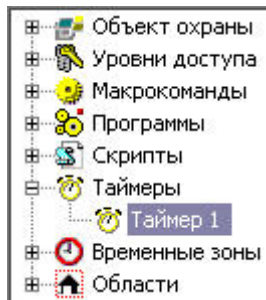 Объект охраны
Уровни доступа
Макрокоманды
Программы
Скрипты
Таймеры
Таймер 1
Временные зоны
Области